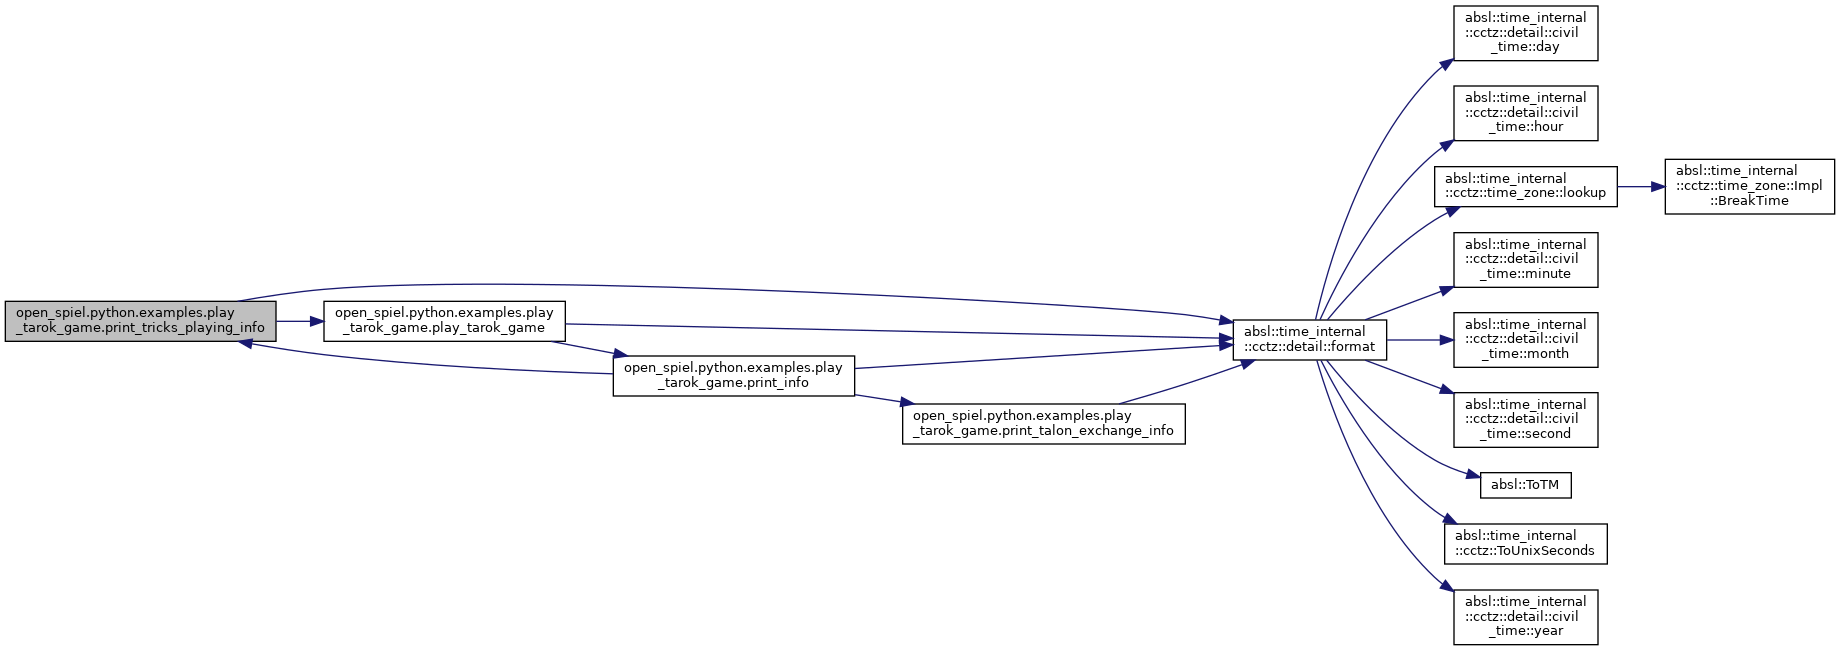 open_spiel.python.examples.play
_tarok_game.print_tricks_playing_info
open_spiel.python.examples.play
_tarok_game.play_tarok_game
open_spiel.python.examples.play
_tarok_game.print_info
open_spiel.python.examples.play
_tarok_game.print_talon_exchange_info
absl::time_internal
::cctz::detail::format
absl::time_internal
::cctz::detail::civil
_time::day
absl::time_internal
::cctz::detail::civil
_time::hour
absl::time_internal
::cctz::time_zone::lookup
absl::time_internal
::cctz::time_zone::Impl
::BreakTime
absl::time_internal
::cctz::detail::civil
_time::minute
absl::time_internal
::cctz::detail::civil
_time::month
absl::time_internal
::cctz::detail::civil
_time::second
absl::ToTM
absl::time_internal
::cctz::ToUnixSeconds
absl::time_internal
::cctz::detail::civil
_time::year